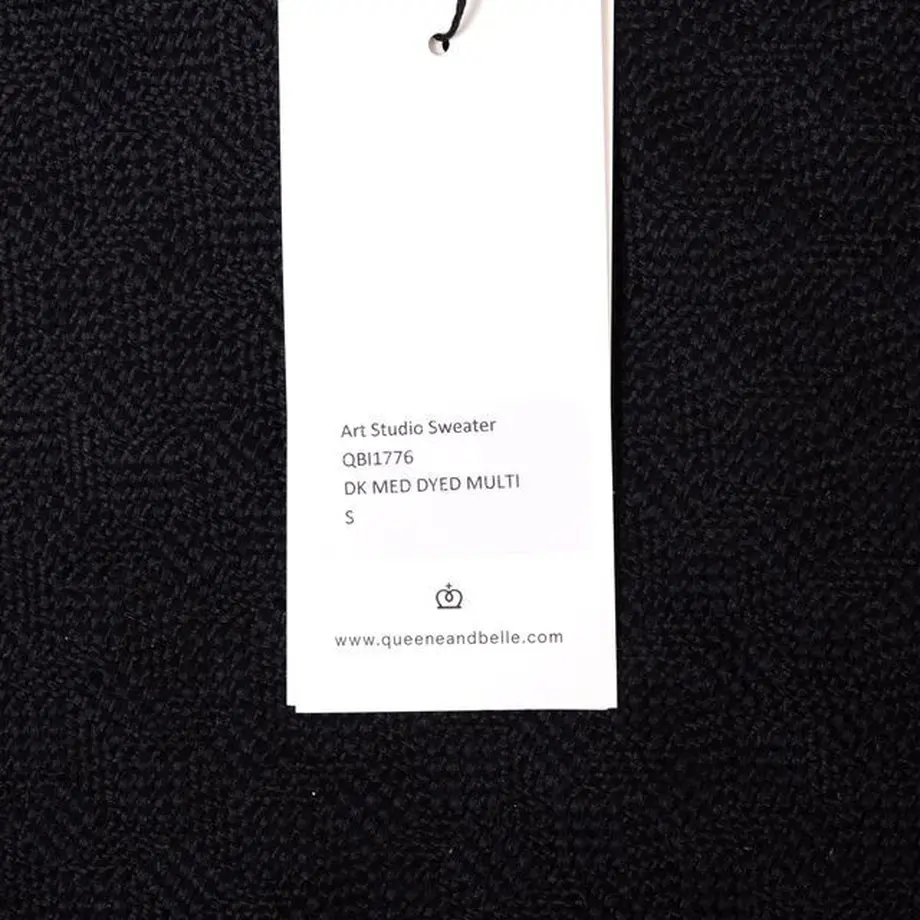 Art Studio Sweater
QBI1776
DK MED DYED MULTI
S
www.queeneandbelle.com